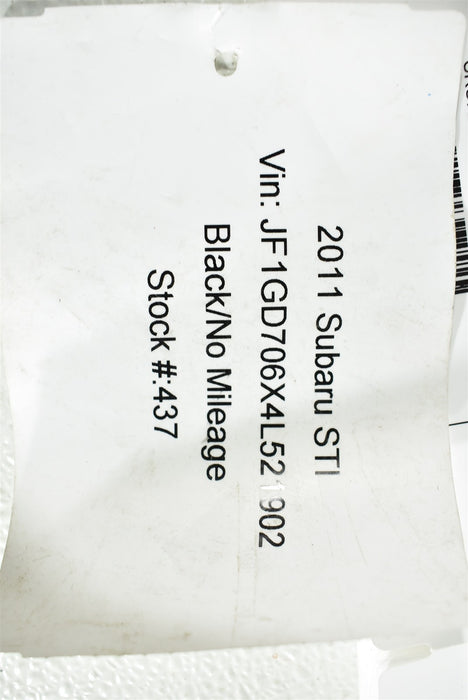 2011 Subaru STI
Vin: JF1GD706X4L521902
Black/No Mileage
Stock #:437